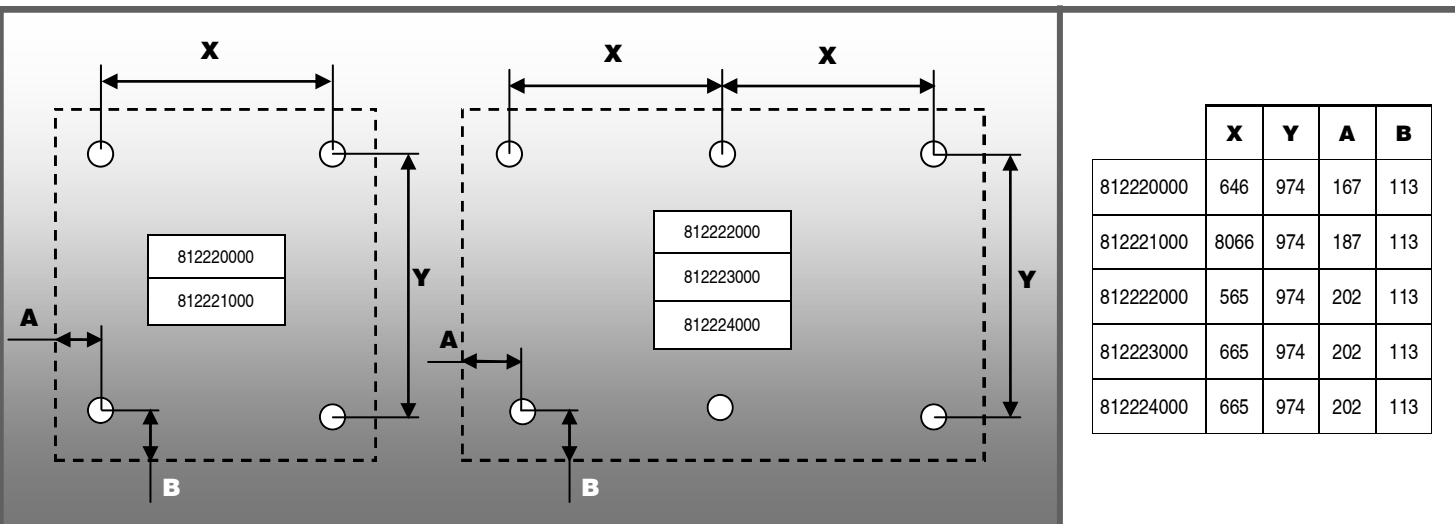 X
X
X
812220000
812221000
Y
A
B
812222000
812223000
812224000
Y
A
B
X Y A B
812220000 646 974 167 113
812221000 8066 974 187 113
812222000 565 974 202 113
812223000 665 974 202 113
812224000 665 974 202 113